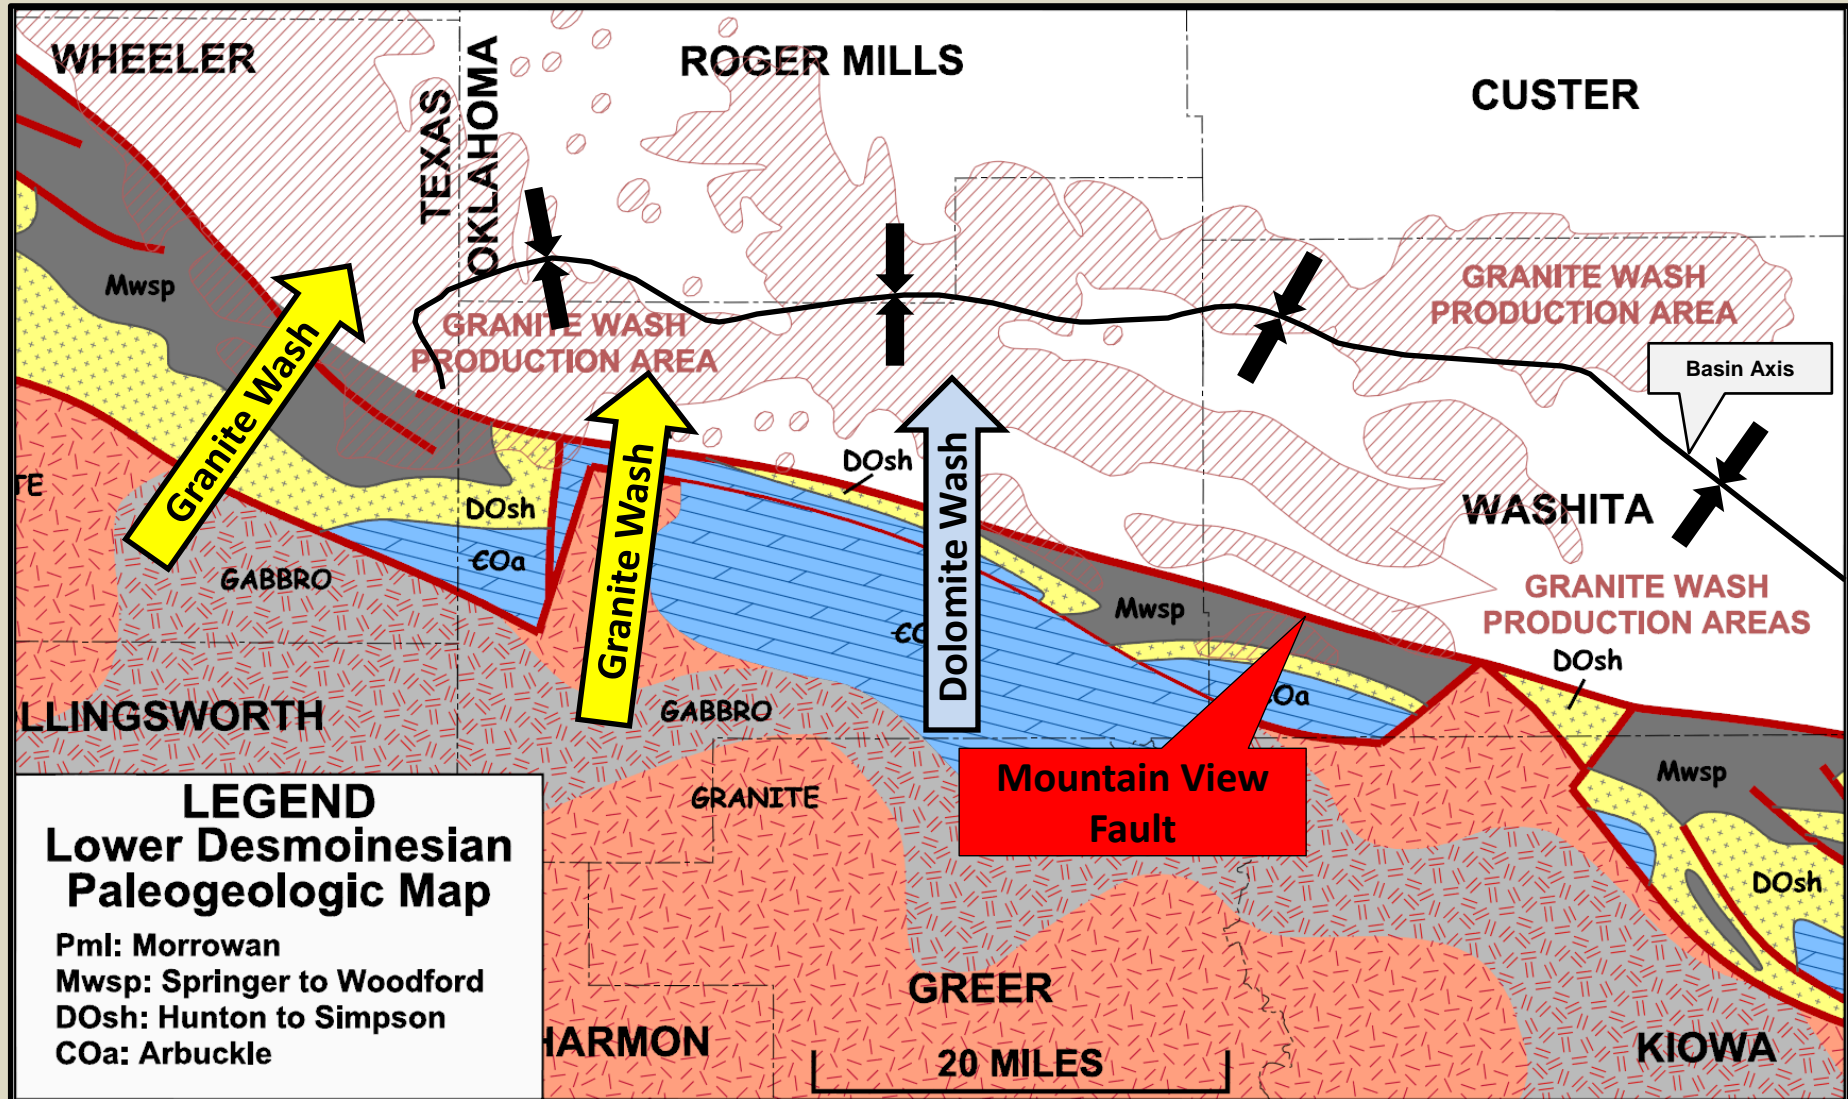 WHEELER
ROGER MILLS
CUSTER
TEXAS
OKLAHOMA
Mwsp
GRANITE WASH
PRODUCTION AREA
GRANITE WASH
PRODUCTION AREA
Basin Axis
Granite Wash
Granite Wash
Dolomite Wash
DOsh
DOsh
WASHITA
TE
GABBRO
COa
Mwsp
GRANITE WASH
PRODUCTION AREAS
DOsh
Oa
LLINGSWORTH
GABBRO
Mountain View
Fault
Mwsp
GRANITE
DOsh
LEGEND
Lower Desmoinesian
Paleogeologic Map
Pml: Morrowan
Mwsp: Springer to Woodford
DOsh: Hunton to Simpson
COa: Arbuckle
GREER
HARMON
20 MILES
KIOWA